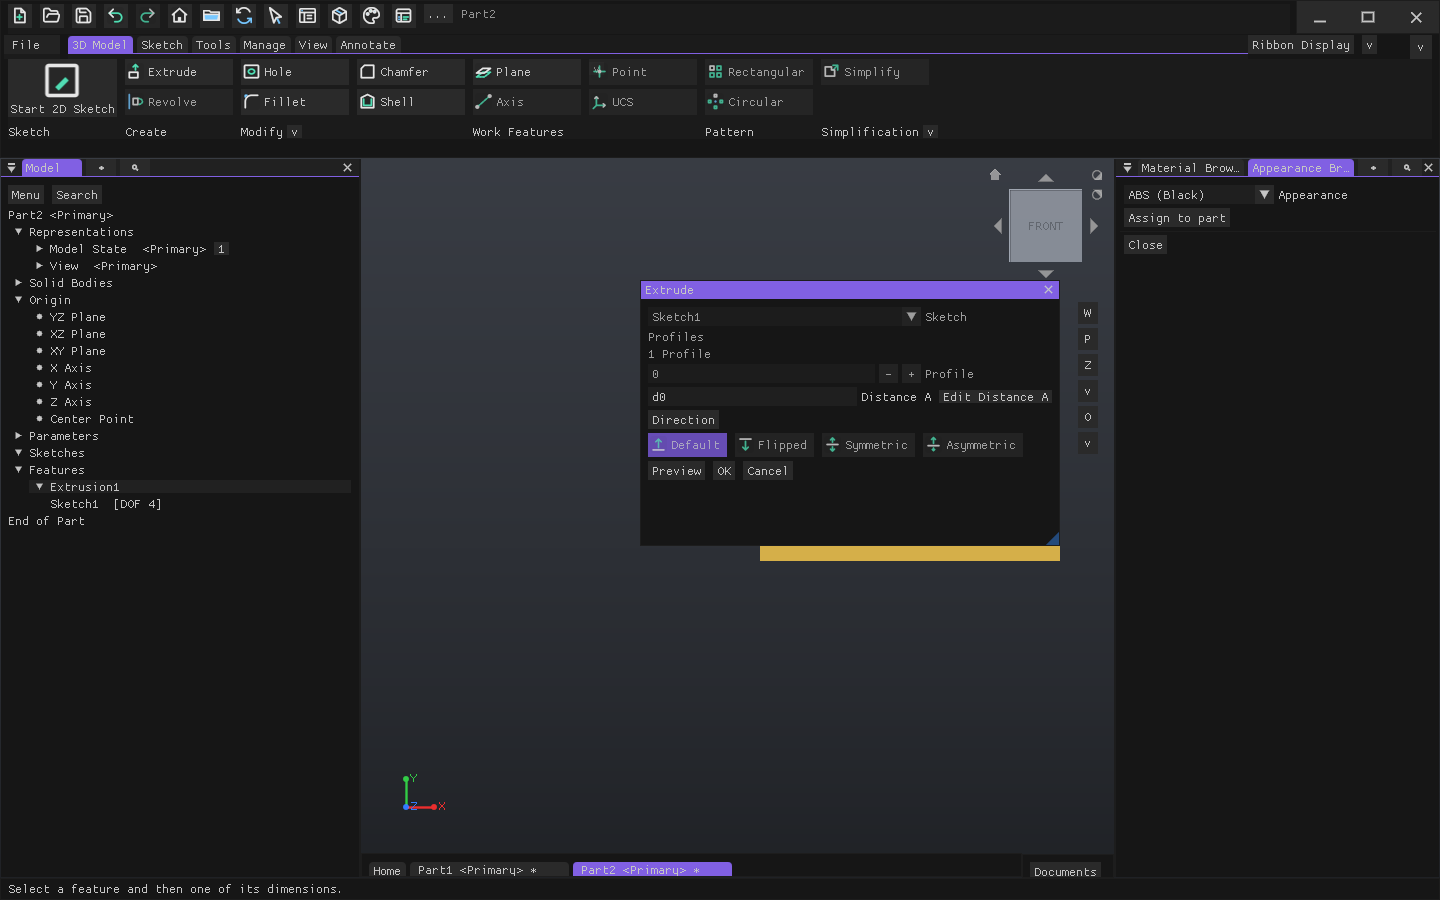 ... Part2
File 3D Model Sketch Tools Manage View Annotate Ribbon Display v v
Start 2D Sketch
Extrude Hole Chamfer Plane Point Rectangular Simplify
Revolve Fillet Shell Axis UCS Circular
Sketch Create Modify v Work Features Pattern Simplification v
Model
Menu Search
Part2 <Primary>
Representations
Model State <Primary> 1
View <Primary>
Solid Bodies
Origin
YZ Plane
XZ Plane
XY Plane
X Axis
Y Axis
Z Axis
Center Point
Parameters
Sketches
Features
Extrusion1
Sketch1 [DOF 4]
End of Part
FRONT
Extrude
Sketch1 Sketch
Profiles
1 Profile
0 - + Profile
d0 Distance A Edit Distance A
Direction
Default Flipped Symmetric Asymmetric
Preview OK Cancel
W
P
Z
v
O
v
Y
Z X
Material Brow… Appearance Br…
ABS (Black) Appearance
Assign to part
Close
Home Part1 <Primary> * Part2 <Primary> * Documents
Select a feature and then one of its dimensions.